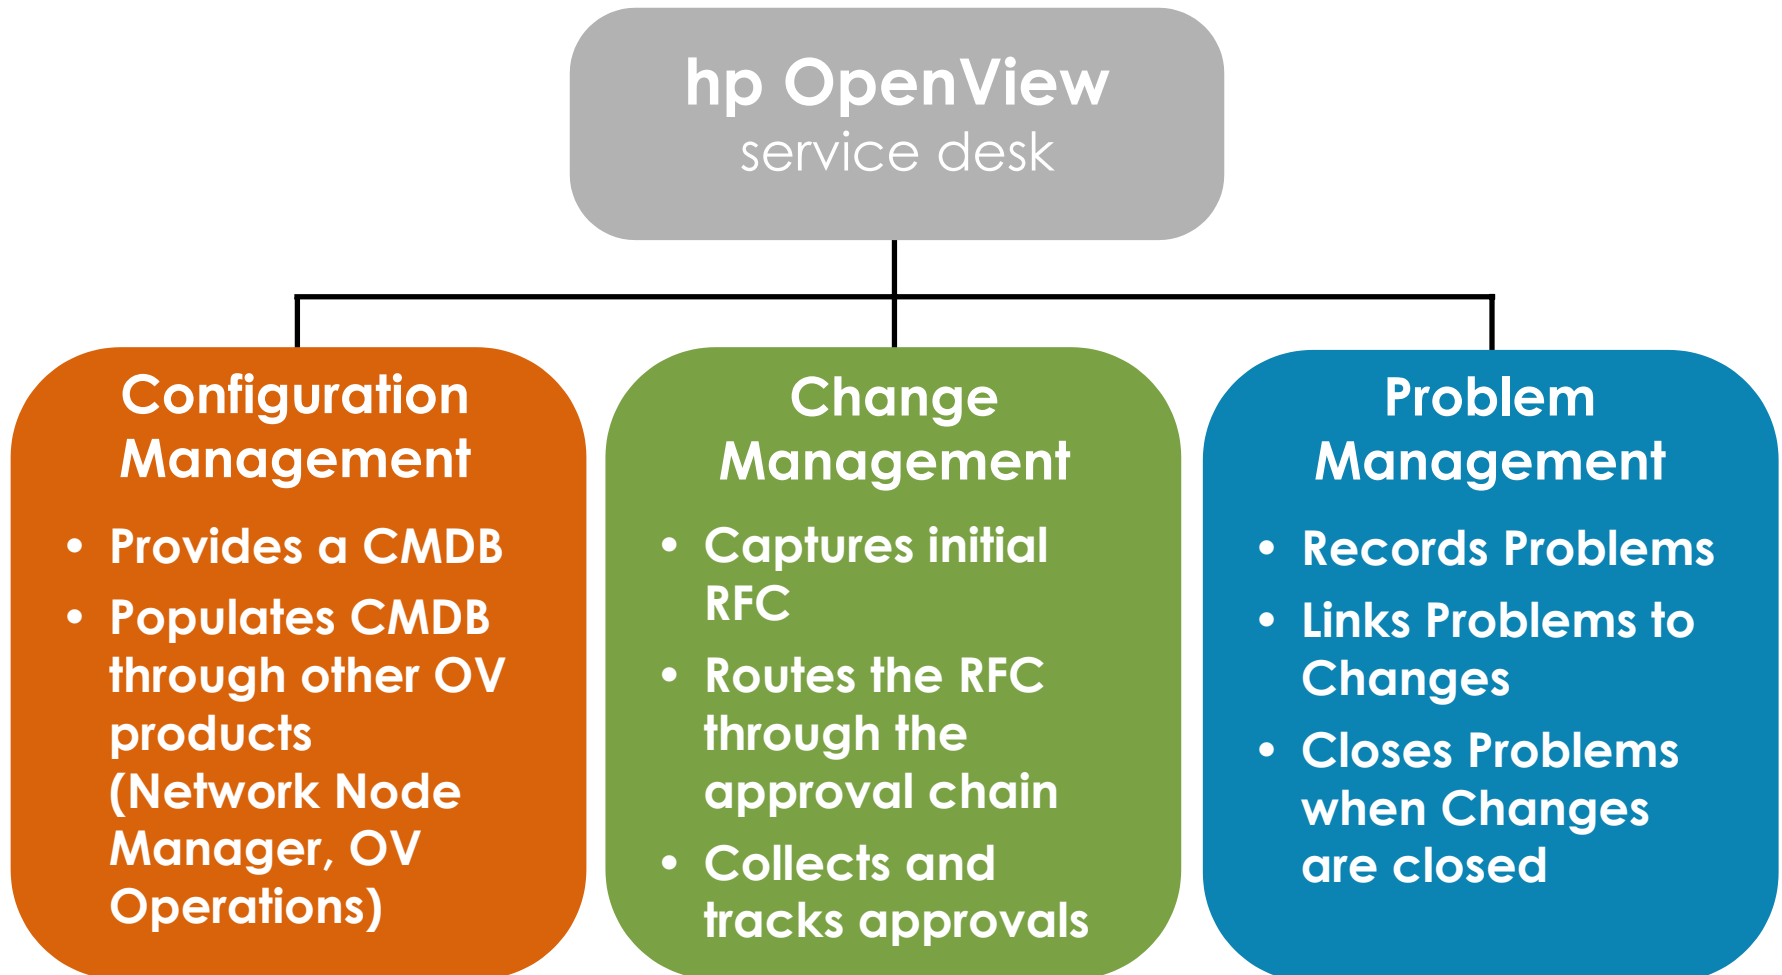 hp OpenView
service desk
Configuration
Management
• Provides a CMDB
• Populates CMDB
through other OV
products
(Network Node
Manager, OV
Operations)
Change
Management
• Captures initial
RFC
• Routes the RFC
through the
approval chain
• Collects and
tracks approvals
Problem
Management
• Records Problems
• Links Problems to
Changes
• Closes Problems
when Changes
are closed